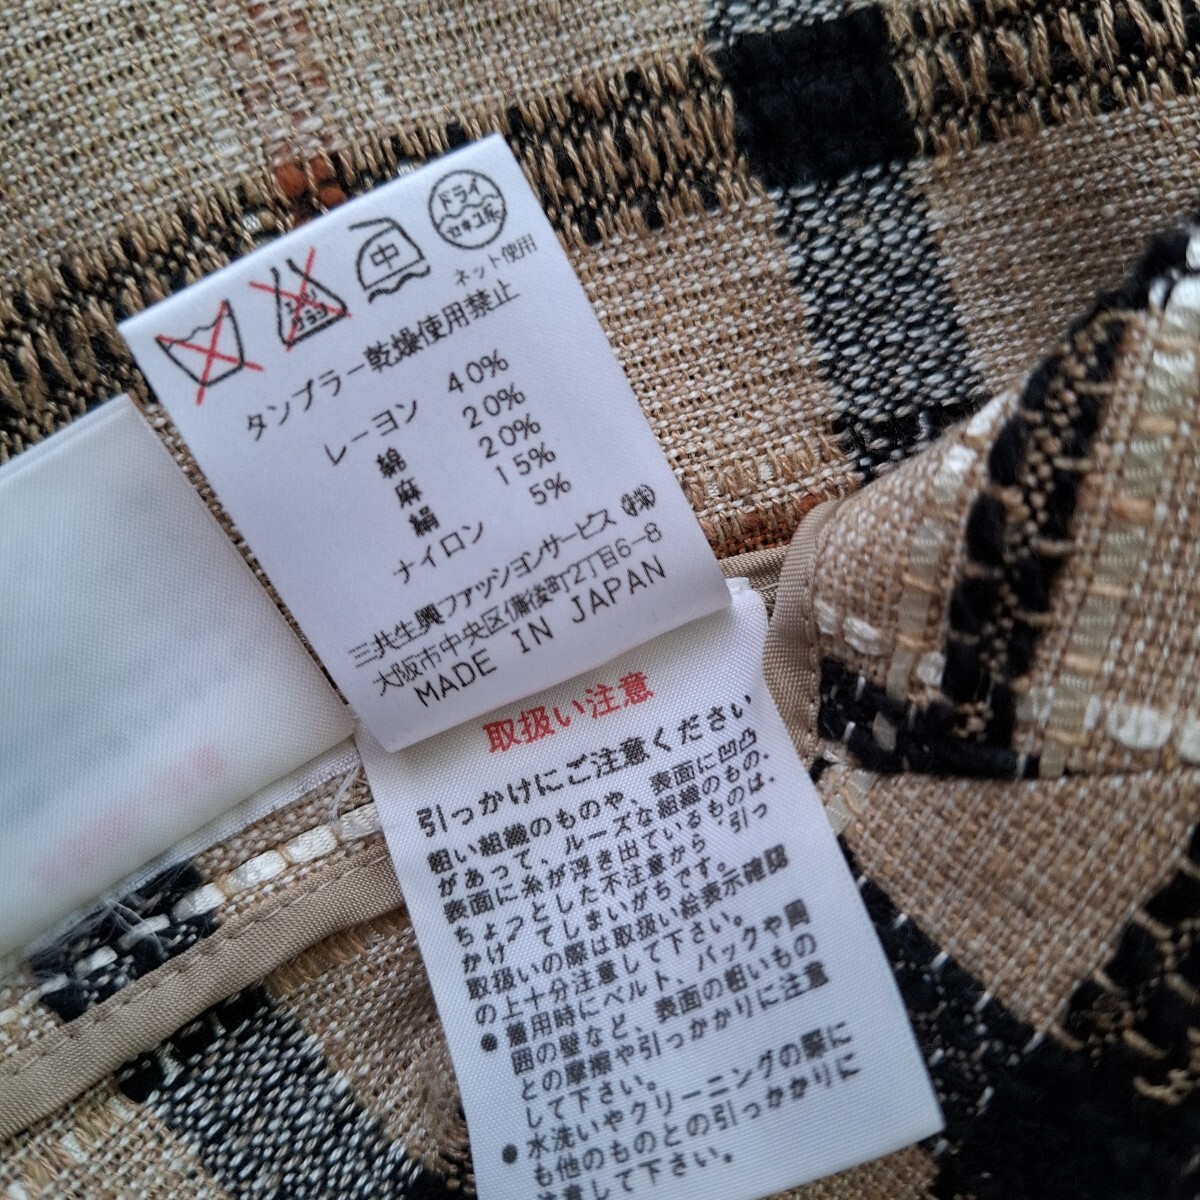 エンソ
サラシ
中
ドライ
セキユ系
ネット使用
タンブラー乾燥使用禁止
レーヨン 40%
綿 20%
麻 20%
絹 15%
ナイロン 5%
三共生興ファッションサービス(株)
大阪市中央区備後町2丁目6-8
MADE IN JAPAN
取扱い注意
引っかけにご注意ください
粗い組織のものや、表面に凹凸
があって、ルーズな組織のもの、
表面に糸が浮き出ているものは、
ちょっとした不注意から、引っ
かけてしまいがちです。
取扱いの際は取扱い絵表示確認
の上十分注意して下さい。
●着用時にベルト、バックや周
囲の壁など、表面の粗いもの
との摩擦や引っかかりに注意
して下さい。
●水洗いやクリーニングの際に
も他のものとの引っかかりに
注意して下さい。